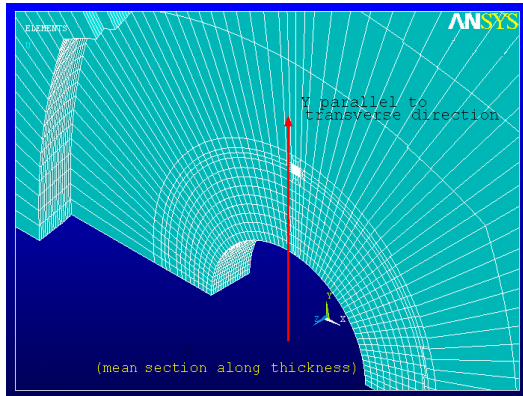 ELEMENTS
ANSYS
Y parallel to
transverse direction
Y
Z
X
(mean section along thickness)